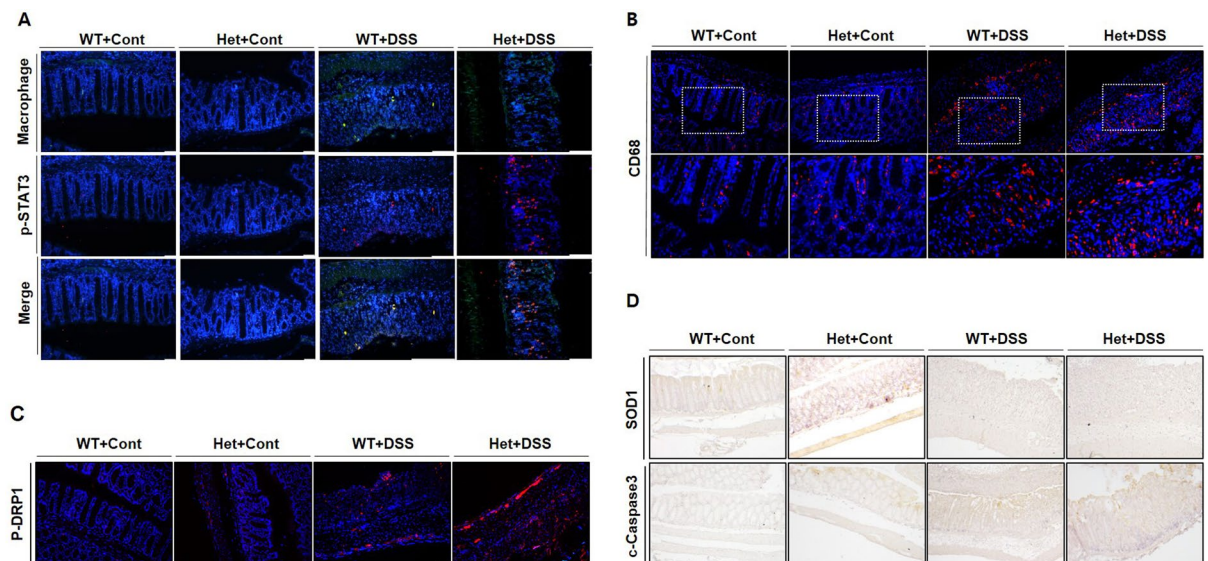 A
WT+Cont Het+Cont WT+DSS Het+DSS
Macrophage
p-STAT3
Merge
B
WT+Cont Het+Cont WT+DSS Het+DSS
CD68
C
WT+Cont Het+Cont WT+DSS Het+DSS
P-DRP1
D
WT+Cont Het+Cont WT+DSS Het+DSS
SOD1
c-Caspase3